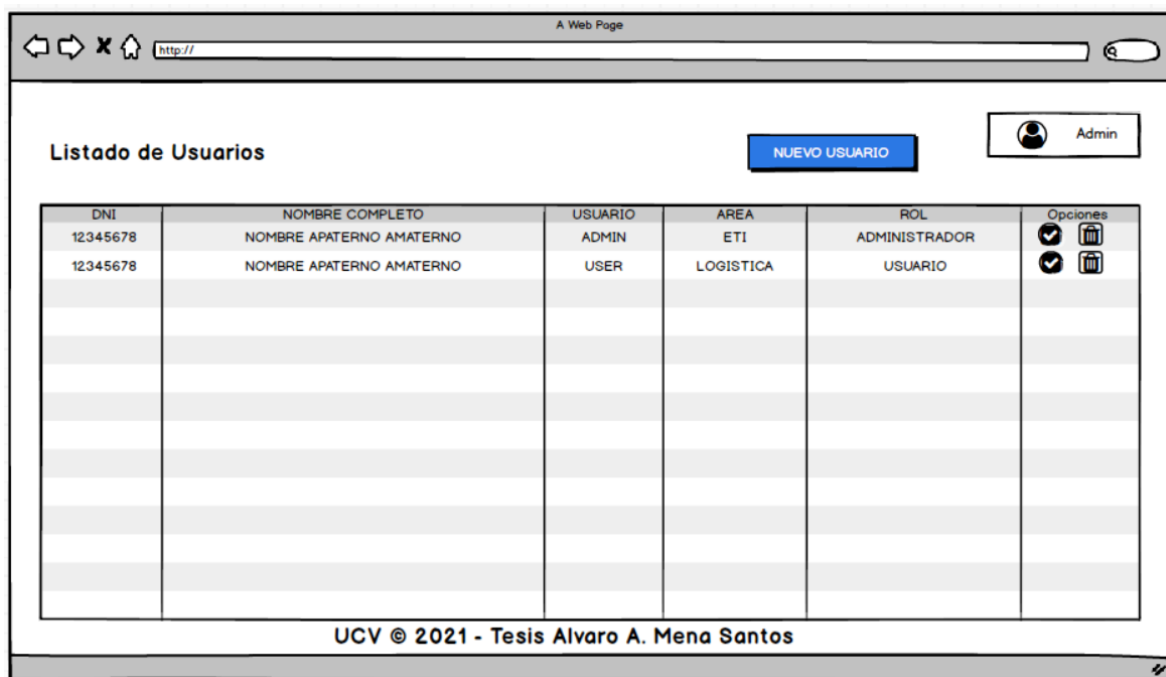 A Web Page
http://
Admin
Listado de Usuarios
NUEVO USUARIO
DNI NOMBRE COMPLETO USUARIO AREA ROL Opciones
12345678 NOMBRE APATERNO AMATERNO ADMIN ETI ADMINISTRADOR
12345678 NOMBRE APATERNO AMATERNO USER LOGISTICA USUARIO
UCV © 2021 - Tesis Alvaro A. Mena Santos